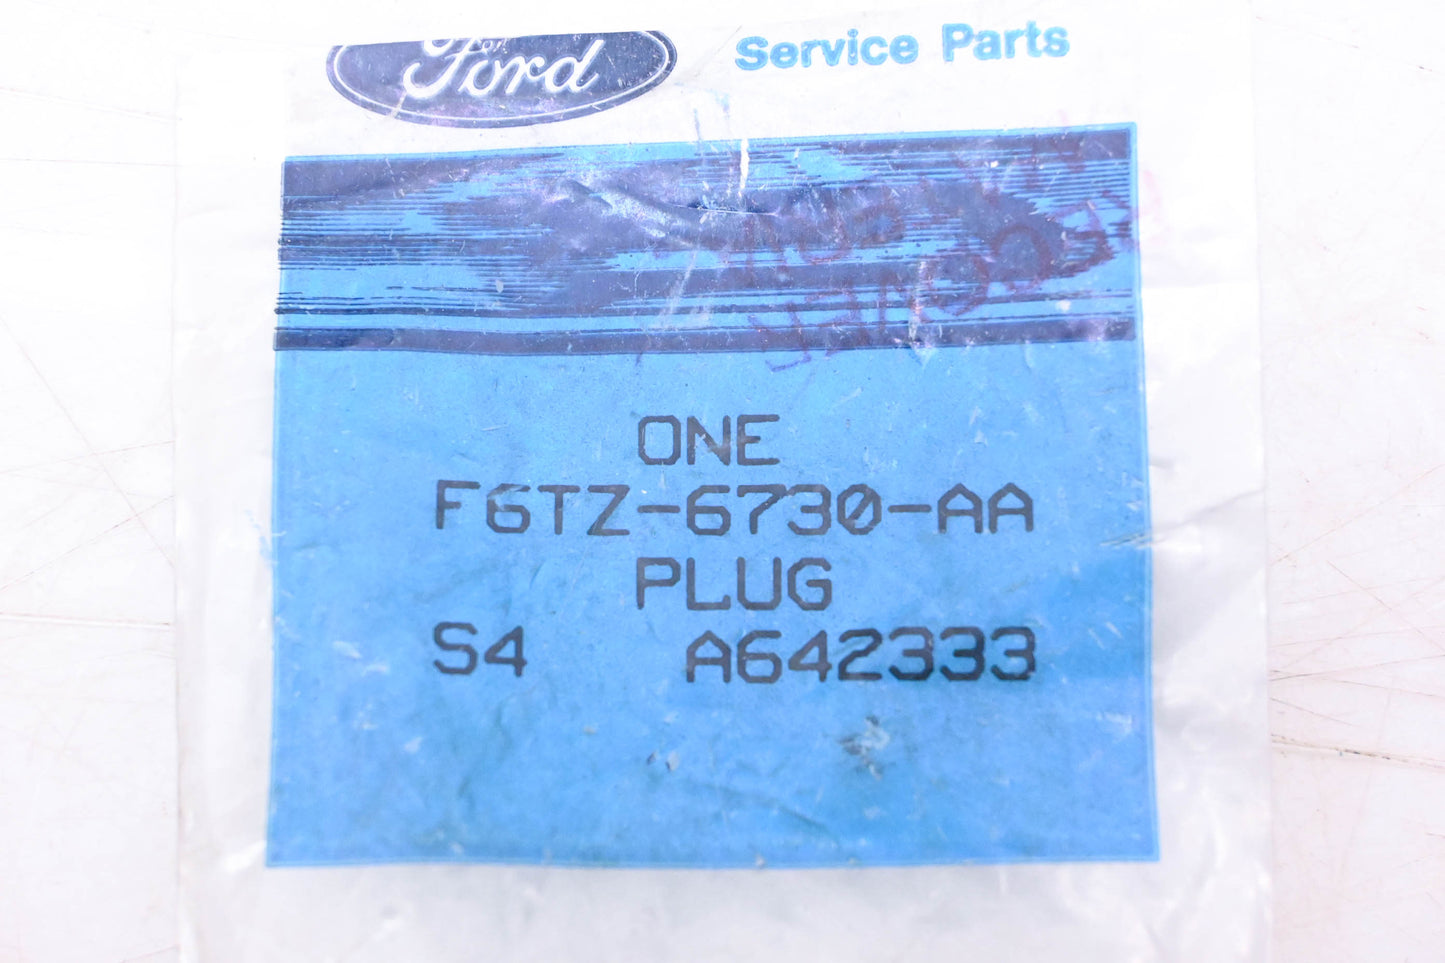 Ford
Service Parts
ONE
F6TZ-6730-AA
PLUG
S4 A642333